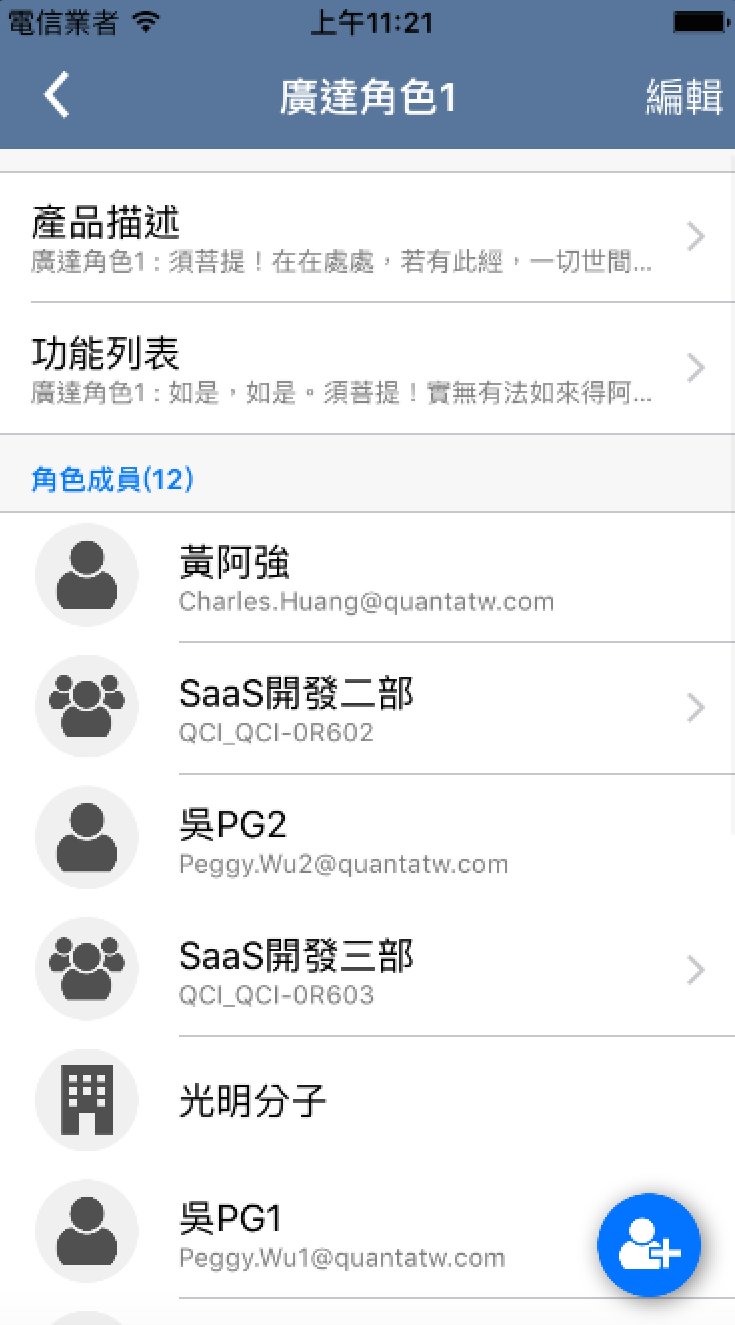 電信業者
上午11:21
廣達角色1
編輯
產品描述
廣達角色1 : 須菩提！在在處處，若有此經，一切世間...
功能列表
廣達角色1 : 如是，如是。須菩提！實無有法如來得阿...
角色成員(12)
黃阿強
Charles.Huang@quantatw.com
SaaS開發二部
QCI_QCI-0R602
吳PG2
Peggy.Wu2@quantatw.com
SaaS開發三部
QCI_QCI-0R603
光明分子
吳PG1
Peggy.Wu1@quantatw.com